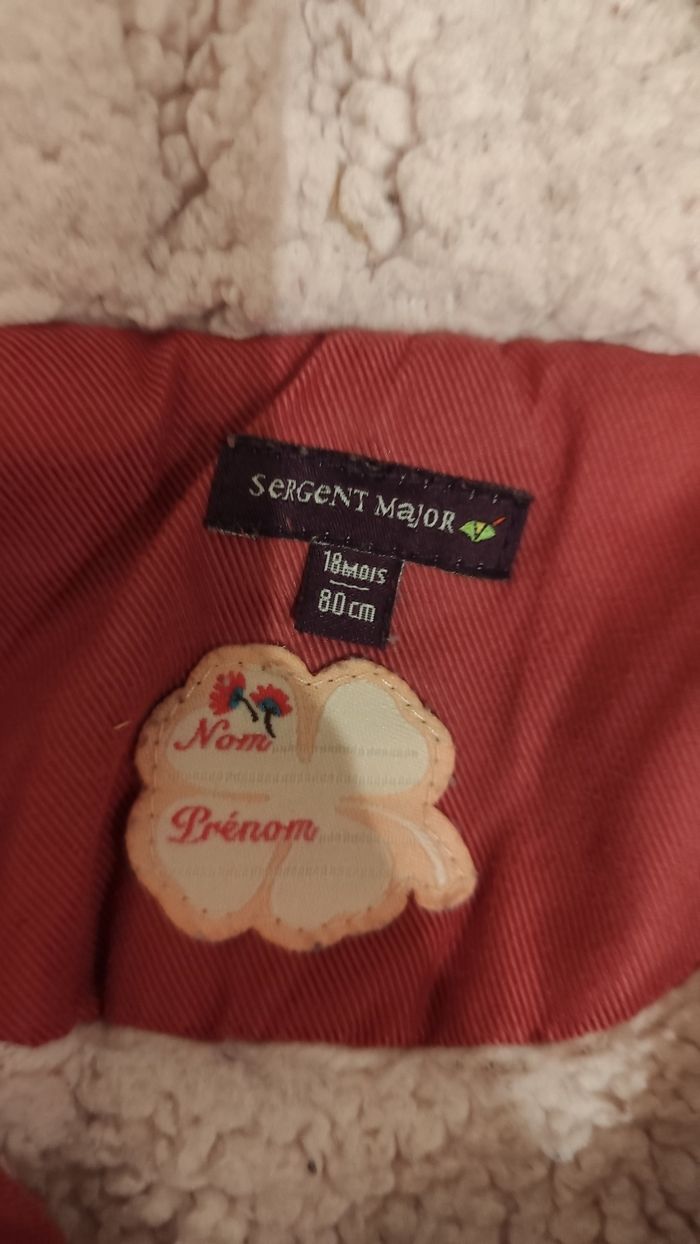 SeRGeNT MaJOR
18MOIS
80cm
Nom
Prénom